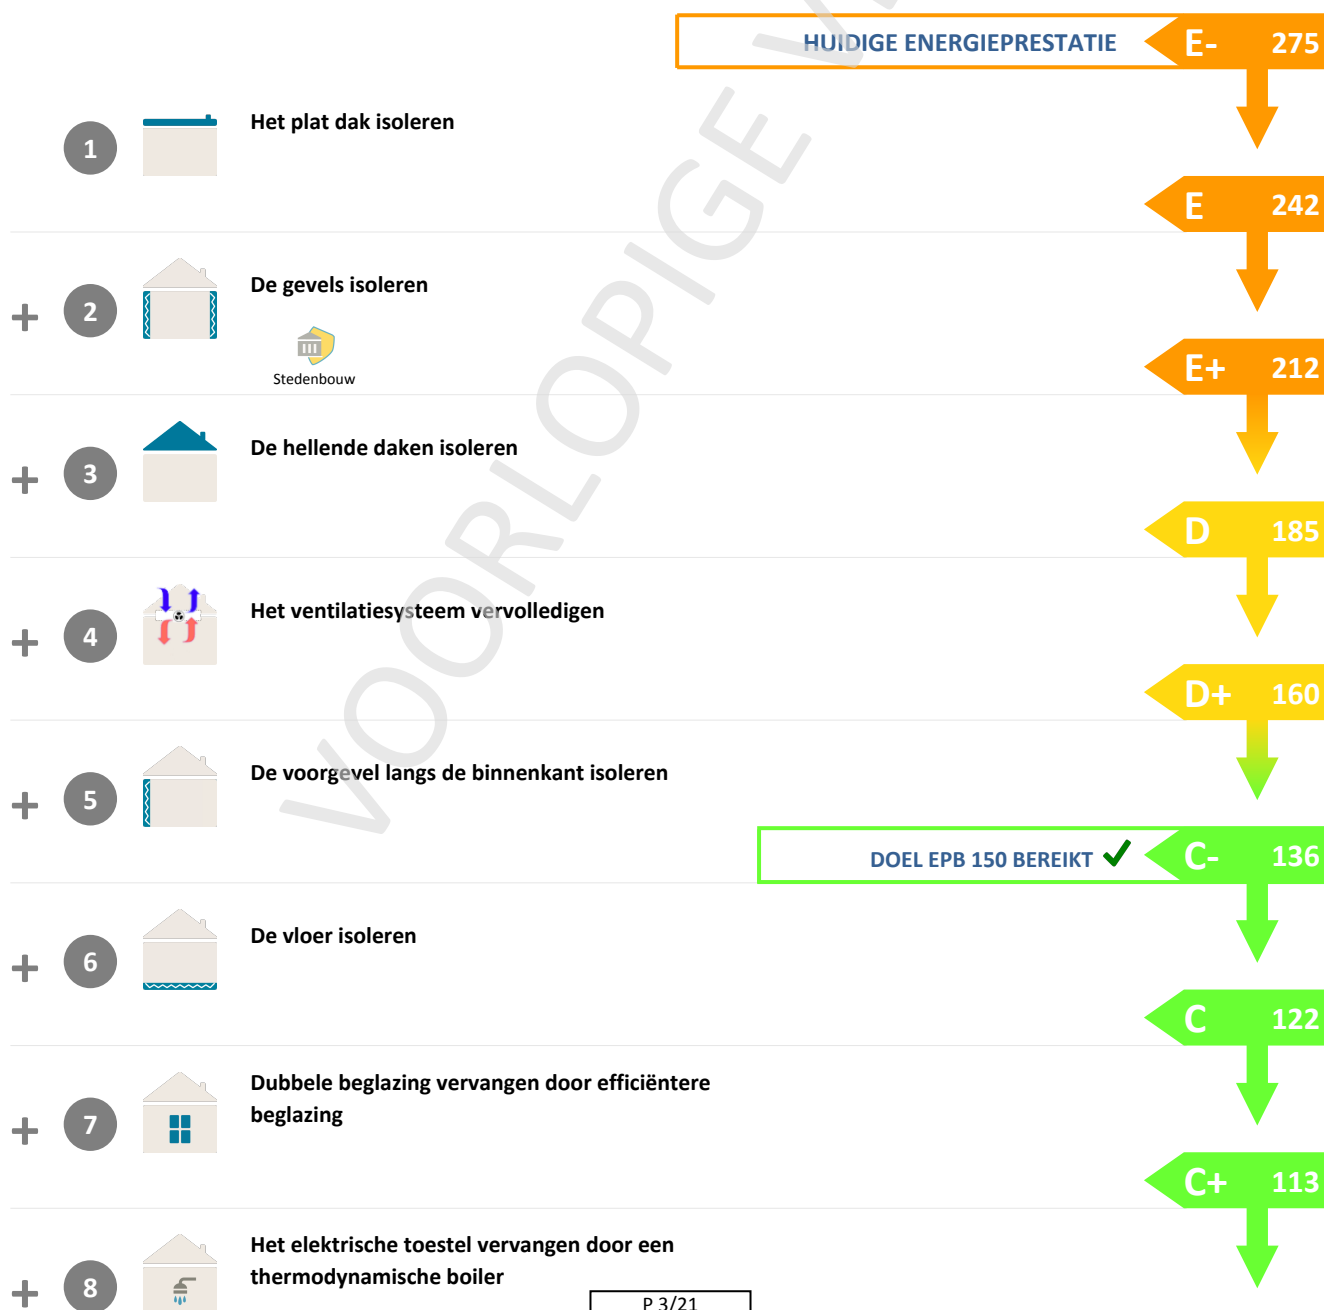 HUIDIGE ENERGIEPRESTATIE E- 275
1 Het plat dak isoleren
E 242
+ 2 De gevels isoleren
Stedenbouw
E+ 212
+ 3 De hellende daken isoleren
D 185
+ 4 Het ventilatiesysteem vervolledigen
D+ 160
+ 5 De voorgevel langs de binnenkant isoleren
DOEL EPB 150 BEREIKT ✓ C- 136
+ 6 De vloer isoleren
C 122
Dubbele beglazing vervangen door efficiëntere
+ 7 beglazing
C+ 113
Het elektrische toestel vervangen door een
+ 8 thermodynamische boiler
P 3/21
VOORLOPIGE